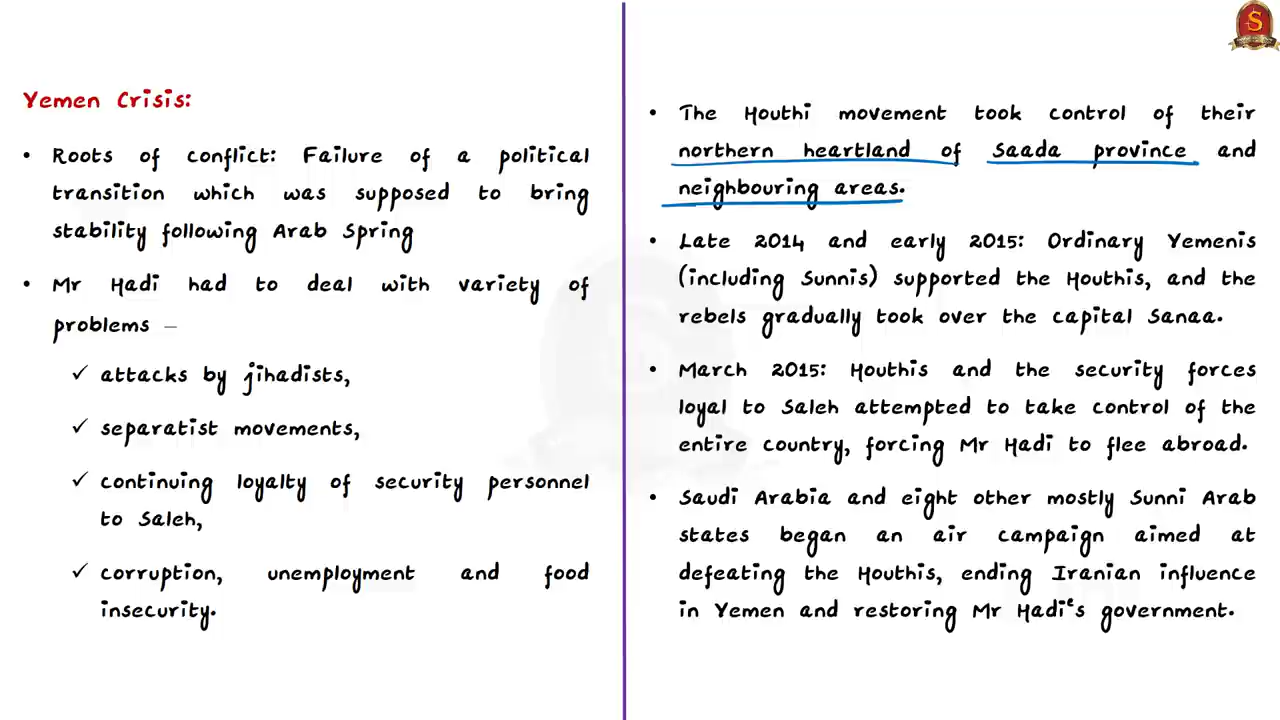 Yemen Crisis:
• Roots of conflict: Failure of a political
transition which was supposed to bring
stability following Arab Spring
• Mr Hadi had to deal with variety of
problems –
✓ attacks by jihadists,
✓ separatist movements,
✓ continuing loyalty of security personnel
to Saleh,
✓ corruption, unemployment and food
insecurity.
• The Houthi movement took control of their
northern heartland of Saada province and
neighbouring areas.
• Late 2014 and early 2015: Ordinary Yemenis
(including Sunnis) supported the Houthis, and the
rebels gradually took over the capital Sanaa.
• March 2015: Houthis and the security forces
loyal to Saleh attempted to take control of the
entire country, forcing Mr Hadi to flee abroad.
• Saudi Arabia and eight other mostly Sunni Arab
states began an air campaign aimed at
defeating the Houthis, ending Iranian influence
in Yemen and restoring Mr Hadi's government.
S